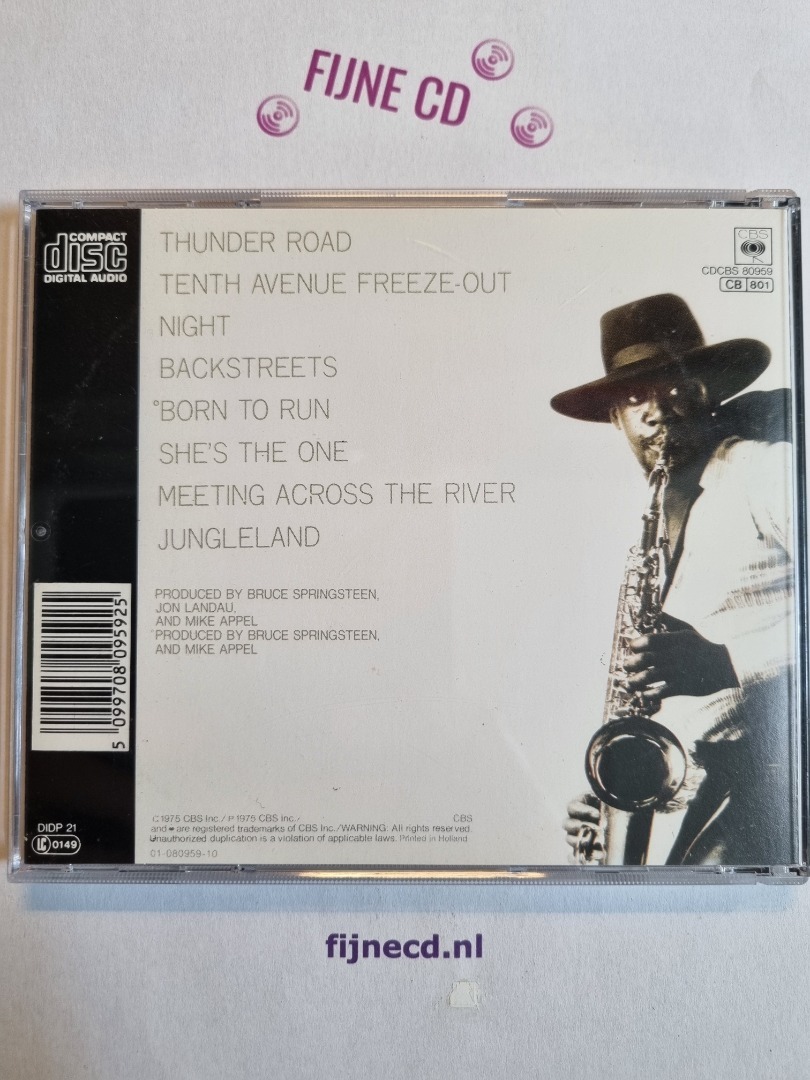 FIJNE CD
COMPACT
disc
DIGITAL AUDIO
THUNDER ROAD
TENTH AVENUE FREEZE-OUT
NIGHT
BACKSTREETS
°BORN TO RUN
SHE'S THE ONE
MEETING ACROSS THE RIVER
JUNGLELAND
CBS
CDCBS 80959
CB 801
PRODUCED BY BRUCE SPRINGSTEEN,
JON LANDAU,
AND MIKE APPEL
°PRODUCED BY BRUCE SPRINGSTEEN,
AND MIKE APPEL
5 099708 095925
DIDP 21
LC 0149
©1975 CBS Inc./℗ 1975 CBS Inc./ CBS
and are registered trademarks of CBS Inc./WARNING: All rights reserved.
Unauthorized duplication is a violation of applicable laws. Printed in Holland
01-080959-10
fijnecd.nl